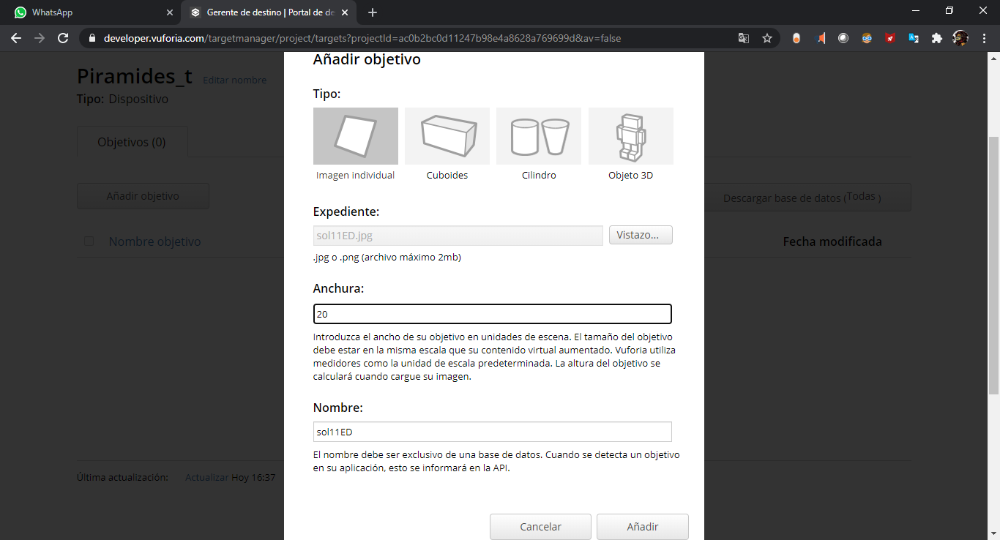 WhatsApp
Gerente de destino | Portal de de
developer.vuforia.com/targetmanager/project/targets?projectId=ac0b2bc0d11247b98e4a8628a769699d&av=false
Añadir objetivo
Piramides_t Editar nombre
Tipo: Dispositivo
Objetivos (0)
Añadir objetivo
Descargar base de datos (Todas )
Nombre objetivo
Fecha modificada
Última actualización: Actualizar Hoy 16:37
Tipo:
Imagen individual
Cuboides
Cilindro
Objeto 3D
Expediente:
sol11ED.jpg
Vistazo...
.jpg o .png (archivo máximo 2mb)
Anchura:
20
Introduzca el ancho de su objetivo en unidades de escena. El tamaño del objetivo
debe estar en la misma escala que su contenido virtual aumentado. Vuforia utiliza
medidores como la unidad de escala predeterminada. La altura del objetivo se
calculará cuando cargue su imagen.
Nombre:
sol11ED
El nombre debe ser exclusivo de una base de datos. Cuando se detecta un objetivo
en su aplicación, esto se informará en la API.
Cancelar
Añadir